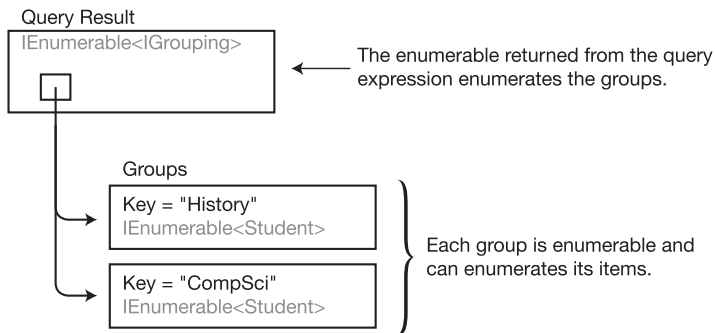 Query Result
IEnumerable<IGrouping>
The enumerable returned from the query
expression enumerates the groups.
Groups
Key = "History"
IEnumerable<Student>
Key = "CompSci"
IEnumerable<Student>
Each group is enumerable and
can enumerates its items.